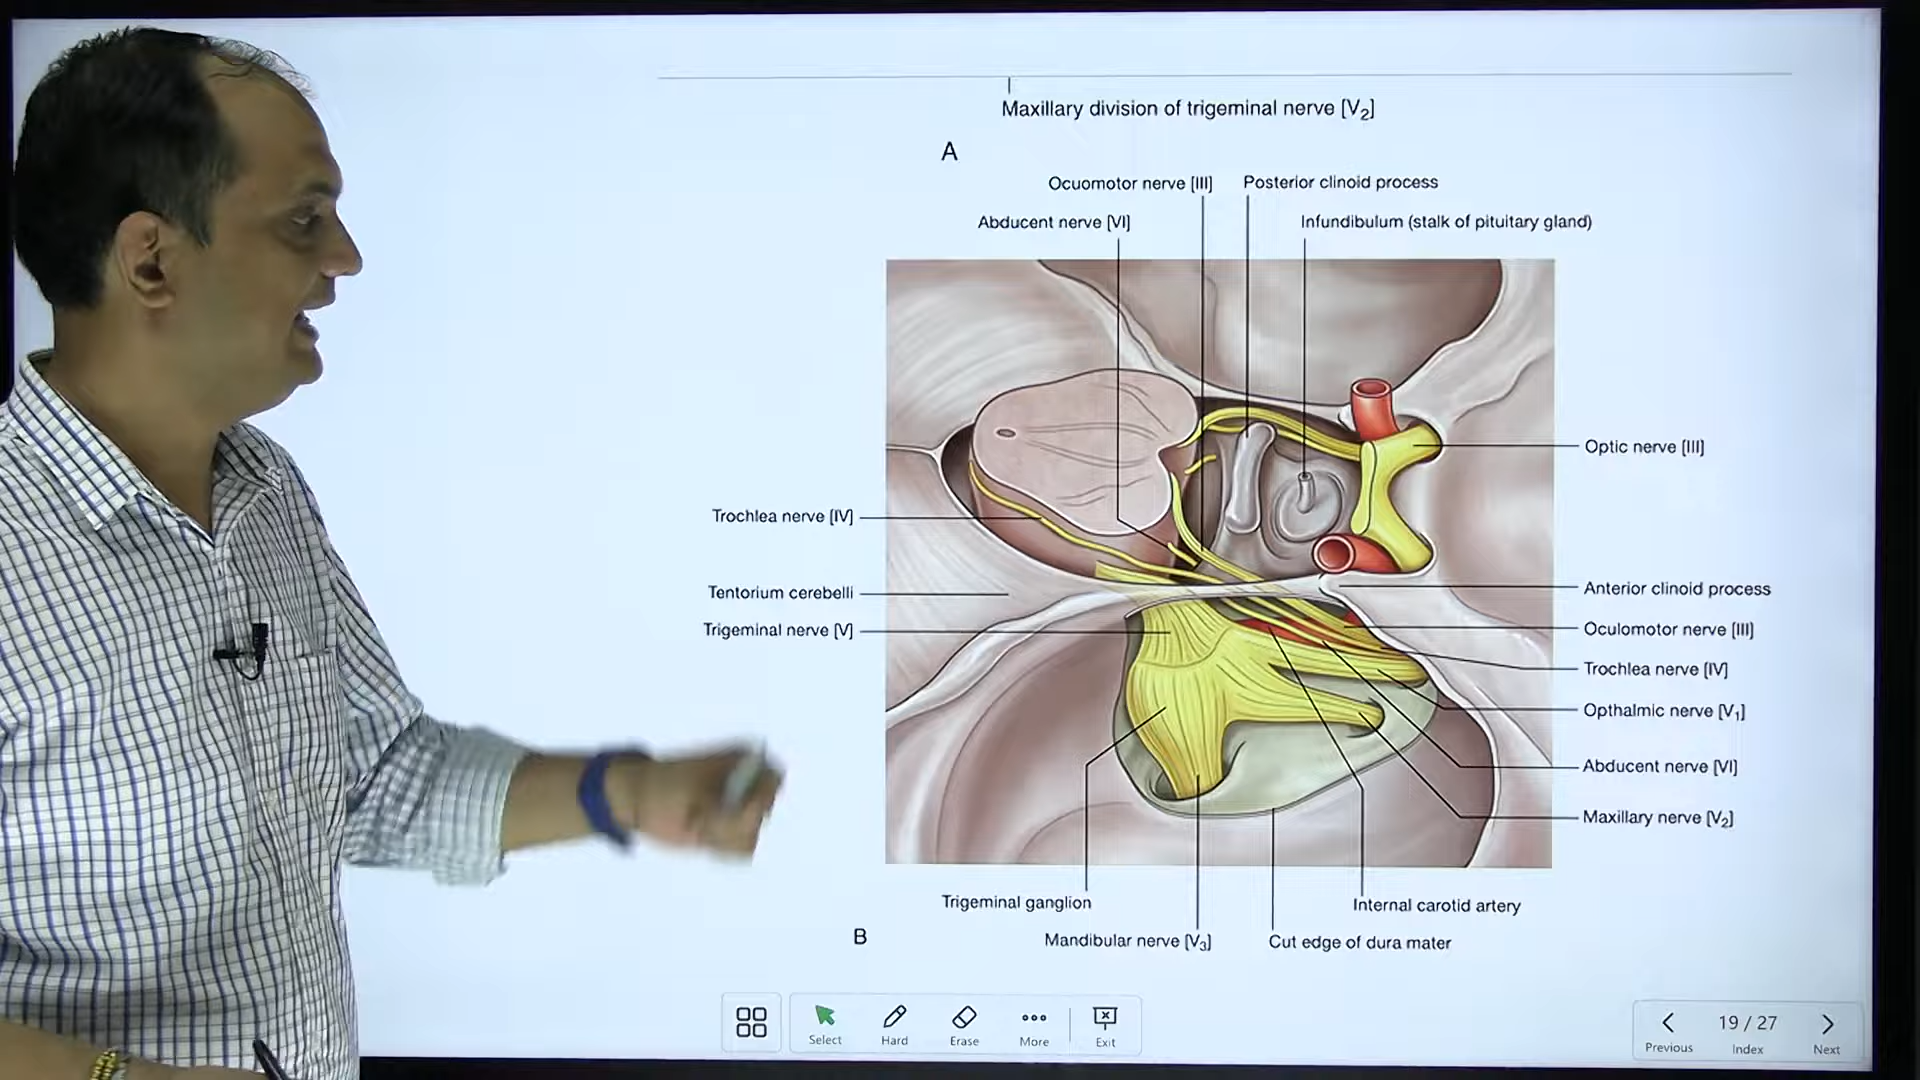 Maxillary division of trigeminal nerve [V2]
A
Ocuomotor nerve [III]
Posterior clinoid process
Abducent nerve [VI]
Infundibulum (stalk of pituitary gland)
Optic nerve [III]
Trochlea nerve [IV]
Tentorium cerebelli
Anterior clinoid process
Trigeminal nerve [V]
Oculomotor nerve [III]
Trochlea nerve [IV]
Opthalmic nerve [V1]
Abducent nerve [VI]
Maxillary nerve [V2]
Trigeminal ganglion
Internal carotid artery
B
Mandibular nerve [V3]
Cut edge of dura mater
Select
Hard
Erase
More
Exit
19 / 27
Previous
Index
Next